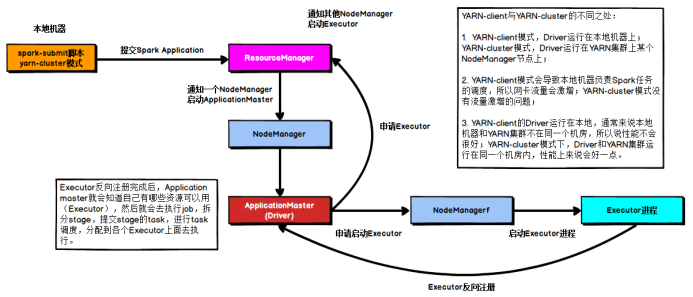 本地机器
通知其他NodeManager
启动Executor
spark-submit脚本
yarn-cluster模式
提交Spark Application
ResourceManager
通知一个NodeManager
启动ApplicationMaster
申请Executor
NodeManager
YARN-client与YARN-cluster的不同之处：
1. YARN-client模式，Driver运行在本地机器上；
YARN-cluster模式，Driver运行在YARN集群上某个
NodeManager节点上；
2. YARN-client模式会导致本地机器负责Spark任务
的调度，所以网卡流量会激增；YARN-cluster模式没
有流量激增的问题；
3. YARN-client的Driver运行在本地，通常来说本地
机器和YARN集群不在同一个机房，所以说性能不会
很好；YARN-cluster模式下，Driver和YARN集群运
行在同一个机房内，性能上来说会好一点。
Executor反向注册完成后，Application
master就会知道自己有哪些资源可以用
（Executor），然后就会去执行job，拆
分stage，提交stage的task，进行task
调度，分配到各个Executor上面去执
行。
ApplicationMaster
(Driver)
申请启动Executor
NodeManagerf
启动Executor进程
Executor进程
Executor反向注册